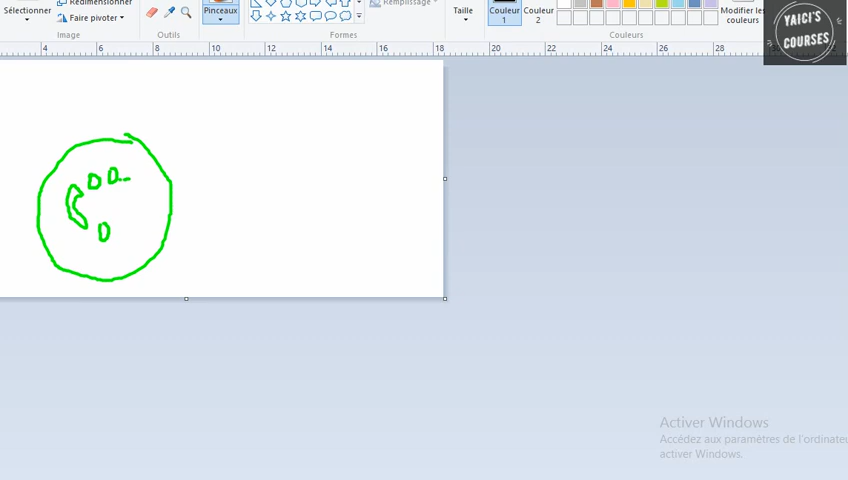 Sélectionner
Redimensionner
Faire pivoter
Image
Pinceaux
Outils
Remplissage
Formes
Taille
Couleur 1
Couleur 2
Modifier les couleurs
Couleurs
4 6 8 10 12 14 16 18 20 22 24 26 28
YAICI'S
COURSES
Activer Windows
Accédez aux paramètres de l'ordinateu
activer Windows.